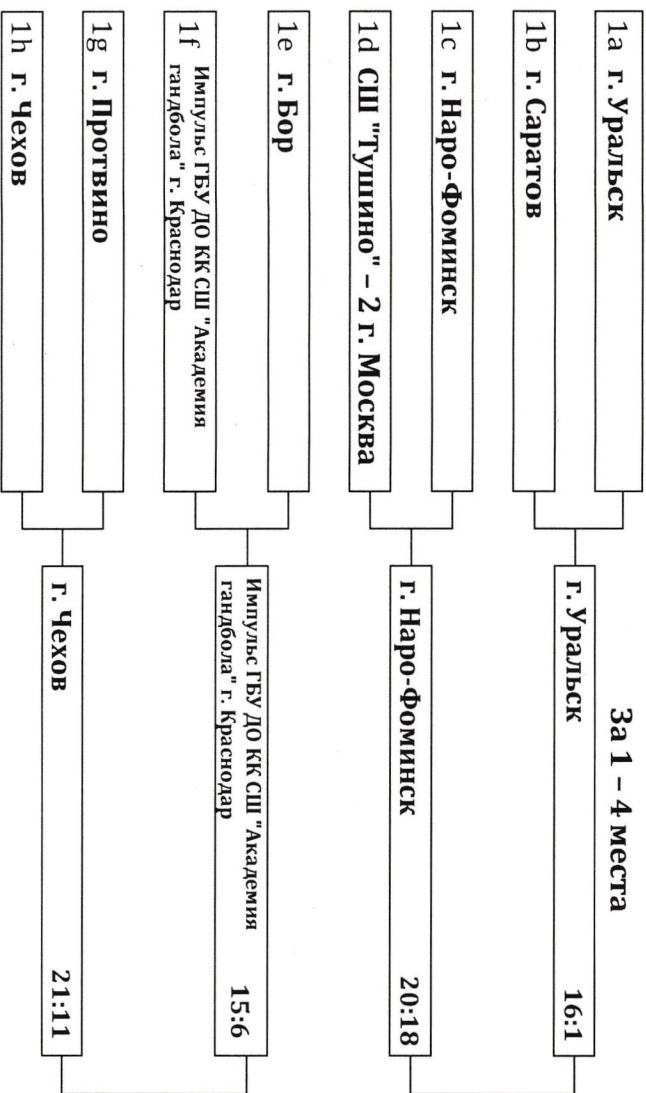 За 1 – 4 места
1a г. Уральск
1b г. Саратов
1c г. Наро-Фоминск
1d СШ "Тушино" – 2 г. Москва
1e г. Бор
1f Импульс ГБУ ДО КК СШ "Академия
гандбола" г. Краснодар
1g г. Протвино
1h г. Чехов
г. Уральск 16:1
г. Наро-Фоминск 20:18
Импульс ГБУ ДО КК СШ "Академия
гандбола" г. Краснодар 15:6
г. Чехов 21:11